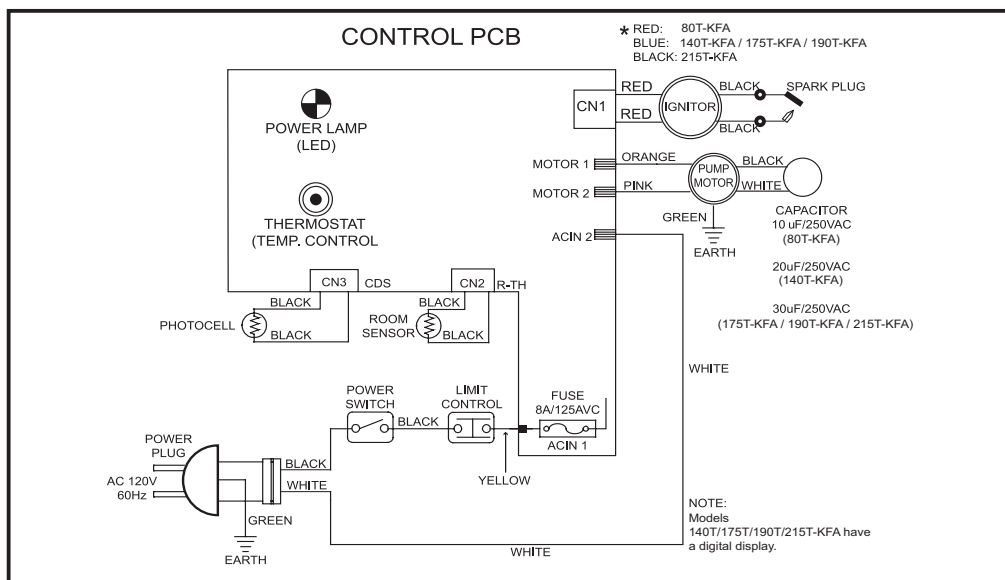 CONTROL PCB
* RED: 80T-KFA
BLUE: 140T-KFA / 175T-KFA / 190T-KFA
BLACK: 215T-KFA
POWER LAMP
(LED)
THERMOSTAT
(TEMP. CONTROL
CN1
RED
RED
IGNITOR
BLACK
BLACK
SPARK PLUG
MOTOR 1
ORANGE
MOTOR 2
PINK
PUMP
MOTOR
BLACK
WHITE
GREEN
EARTH
ACIN 2
CAPACITOR
10 uF/250VAC
(80T-KFA)
20uF/250VAC
(140T-KFA)
30uF/250VAC
(175T-KFA / 190T-KFA / 215T-KFA)
CN3
CDS
CN2
R-TH
BLACK
PHOTOCELL
BLACK
BLACK
ROOM
SENSOR
BLACK
WHITE
POWER
SWITCH
BLACK
LIMIT
CONTROL
FUSE
8A/125AVC
ACIN 1
YELLOW
POWER
PLUG
AC 120V
60Hz
BLACK
WHITE
GREEN
EARTH
WHITE
NOTE:
Models
140T/175T/190T/215T-KFA have
a digital display.